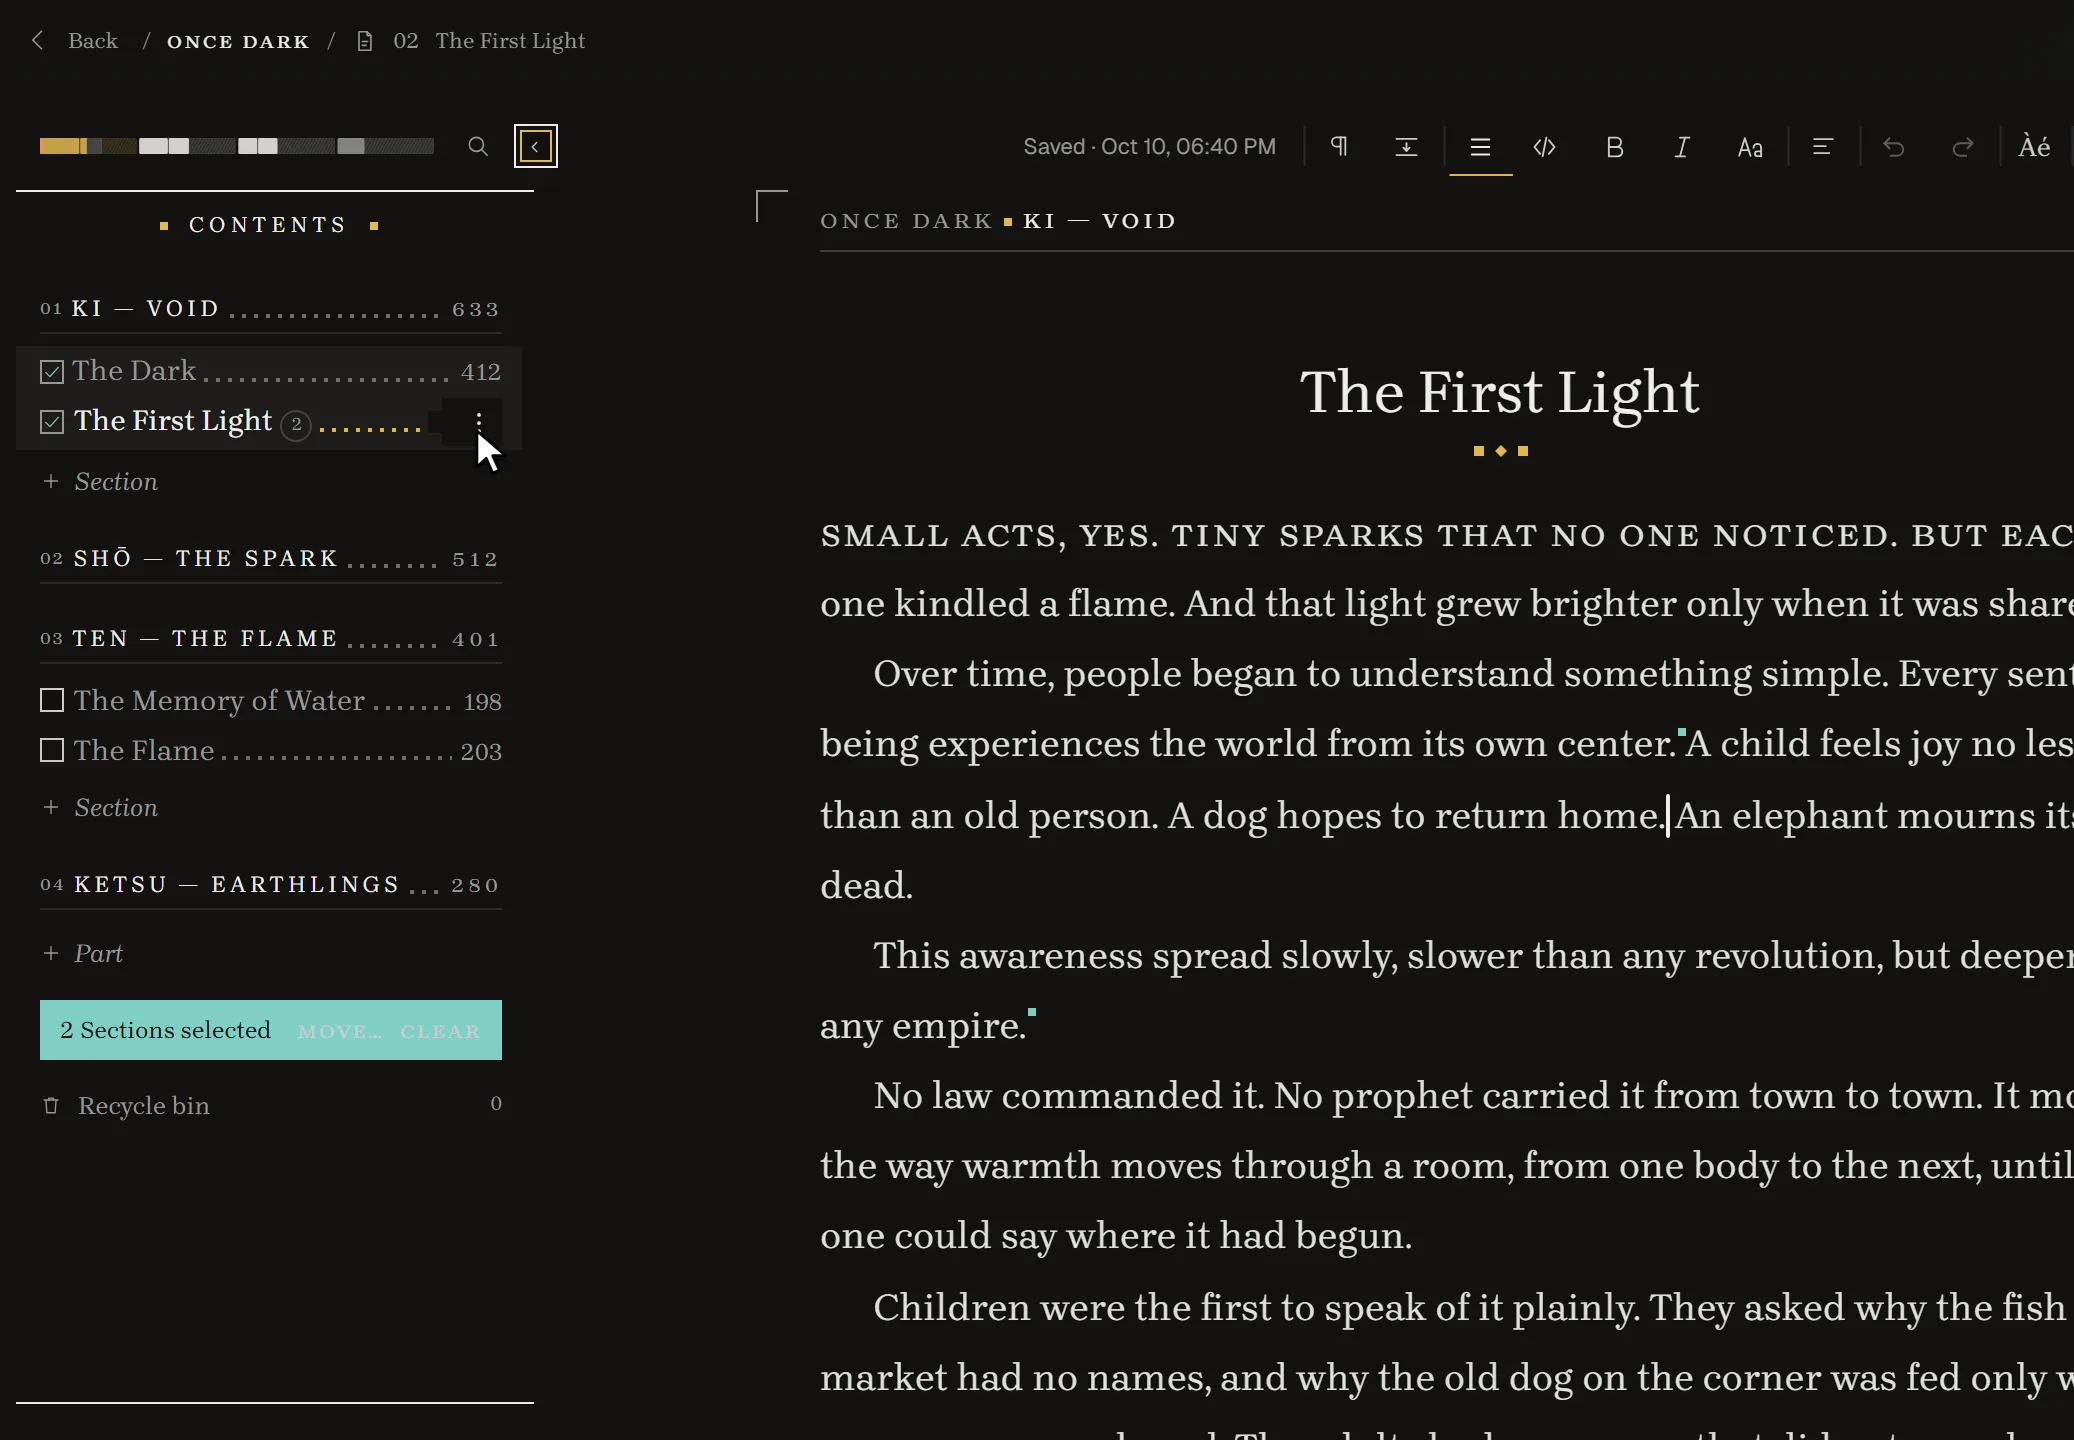 Back / ONCE DARK / 02 The First Light
Saved · Oct 10, 06:40 PM
Aa
Àé
CONTENTS
01 KI — VOID 633
The Dark 412
The First Light 2
+ Section
02 SHŌ — THE SPARK 512
03 TEN — THE FLAME 401
The Memory of Water 198
The Flame 203
+ Section
04 KETSU — EARTHLINGS 280
+ Part
2 Sections selected MOVE… CLEAR
Recycle bin 0
ONCE DARK KI — VOID
The First Light
SMALL ACTS, YES. TINY SPARKS THAT NO ONE NOTICED. BUT EAC
one kindled a flame. And that light grew brighter only when it was share
Over time, people began to understand something simple. Every sent
being experiences the world from its own center. A child feels joy no les
than an old person. A dog hopes to return home. An elephant mourns its
dead.
This awareness spread slowly, slower than any revolution, but deeper
any empire.
No law commanded it. No prophet carried it from town to town. It mo
the way warmth moves through a room, from one body to the next, until
one could say where it had begun.
Children were the first to speak of it plainly. They asked why the fish
market had no names, and why the old dog on the corner was fed only w